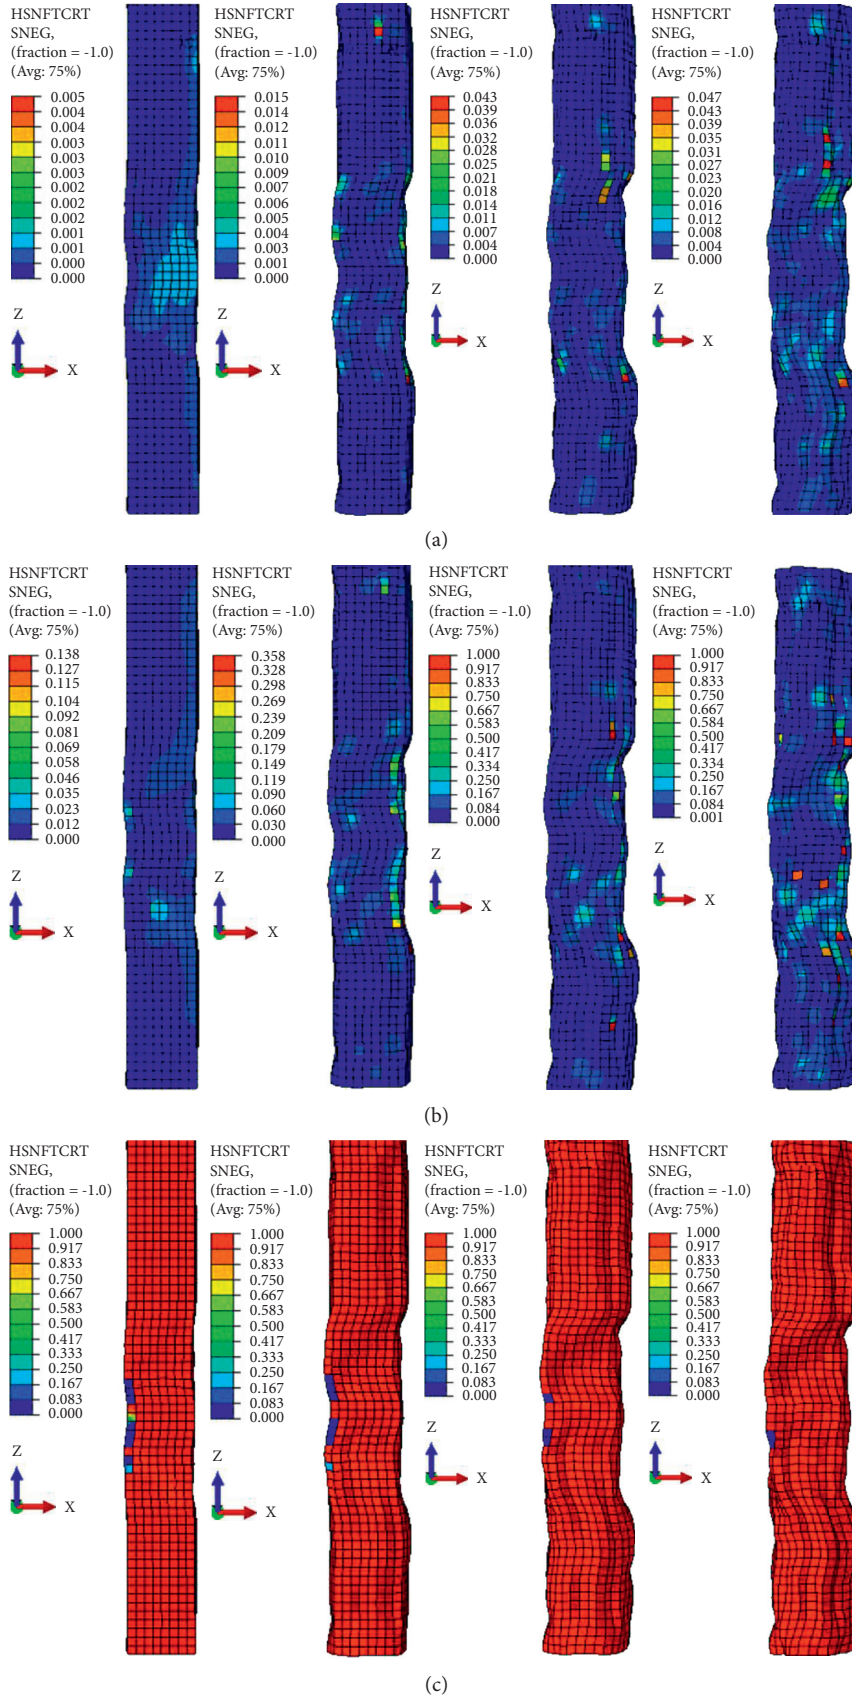 HSNFTCRT
SNEG,
(fraction = -1.0)
(Avg: 75%)
0.005
0.004
0.004
0.003
0.003
0.003
0.002
0.002
0.002
0.001
0.001
0.000
0.000
Z
X
HSNFTCRT
SNEG,
(fraction = -1.0)
(Avg: 75%)
0.015
0.014
0.012
0.011
0.010
0.009
0.007
0.006
0.005
0.004
0.003
0.001
0.000
Z
X
HSNFTCRT
SNEG,
(fraction = -1.0)
(Avg: 75%)
0.043
0.039
0.036
0.032
0.028
0.025
0.021
0.018
0.014
0.011
0.007
0.004
0.000
Z
X
HSNFTCRT
SNEG,
(fraction = -1.0)
(Avg: 75%)
0.047
0.043
0.039
0.035
0.031
0.027
0.023
0.020
0.016
0.012
0.008
0.004
0.000
Z
X
(a)
HSNFTCRT
SNEG,
(fraction = -1.0)
(Avg: 75%)
0.138
0.127
0.115
0.104
0.092
0.081
0.069
0.058
0.046
0.035
0.023
0.012
0.000
Z
X
HSNFTCRT
SNEG,
(fraction = -1.0)
(Avg: 75%)
0.358
0.328
0.298
0.269
0.239
0.209
0.179
0.149
0.119
0.090
0.060
0.030
0.000
Z
X
HSNFTCRT
SNEG,
(fraction = -1.0)
(Avg: 75%)
1.000
0.917
0.833
0.750
0.667
0.583
0.500
0.417
0.334
0.250
0.167
0.084
0.000
Z
X
HSNFTCRT
SNEG,
(fraction = -1.0)
(Avg: 75%)
1.000
0.917
0.833
0.750
0.667
0.584
0.500
0.417
0.334
0.250
0.167
0.084
0.001
Z
X
(b)
HSNFTCRT
SNEG,
(fraction = -1.0)
(Avg: 75%)
1.000
0.917
0.833
0.750
0.667
0.583
0.500
0.417
0.333
0.250
0.167
0.083
0.000
Z
X
HSNFTCRT
SNEG,
(fraction = -1.0)
(Avg: 75%)
1.000
0.917
0.833
0.750
0.667
0.583
0.500
0.417
0.333
0.250
0.167
0.083
0.000
Z
X
HSNFTCRT
SNEG,
(fraction = -1.0)
(Avg: 75%)
1.000
0.917
0.833
0.750
0.667
0.583
0.500
0.417
0.333
0.250
0.167
0.083
0.000
Z
X
HSNFTCRT
SNEG,
(fraction = -1.0)
(Avg: 75%)
1.000
0.917
0.833
0.750
0.667
0.583
0.500
0.417
0.333
0.250
0.167
0.083
0.000
Z
X
(c)